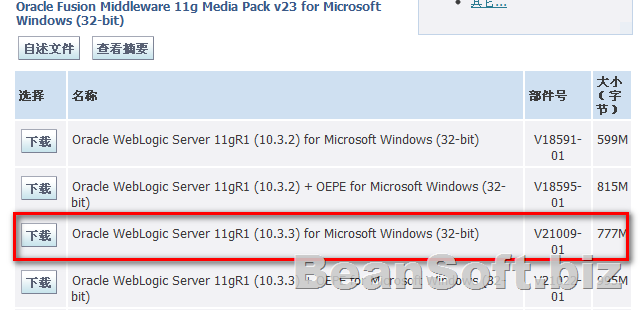 Oracle Fusion Middleware 11g Media Pack v23 for Microsoft
Windows (32-bit)
其它...
自述文件
查看摘要
选择 名称 部件号 大小
（字
节）
下载 Oracle WebLogic Server 11gR1 (10.3.2) for Microsoft Windows (32-bit) V18591-
01 599M
下载 Oracle WebLogic Server 11gR1 (10.3.2) + OEPE for Microsoft Windows (32-
bit) V18595-
01 815M
下载 Oracle WebLogic Server 11gR1 (10.3.3) for Microsoft Windows (32-bit) V21009-
01 777M
下载 Oracle WebLogic Server 11gR1 (10.3.3) + OEPE for Microsoft Windows (32-
bit)
01
BeanSoft.biz